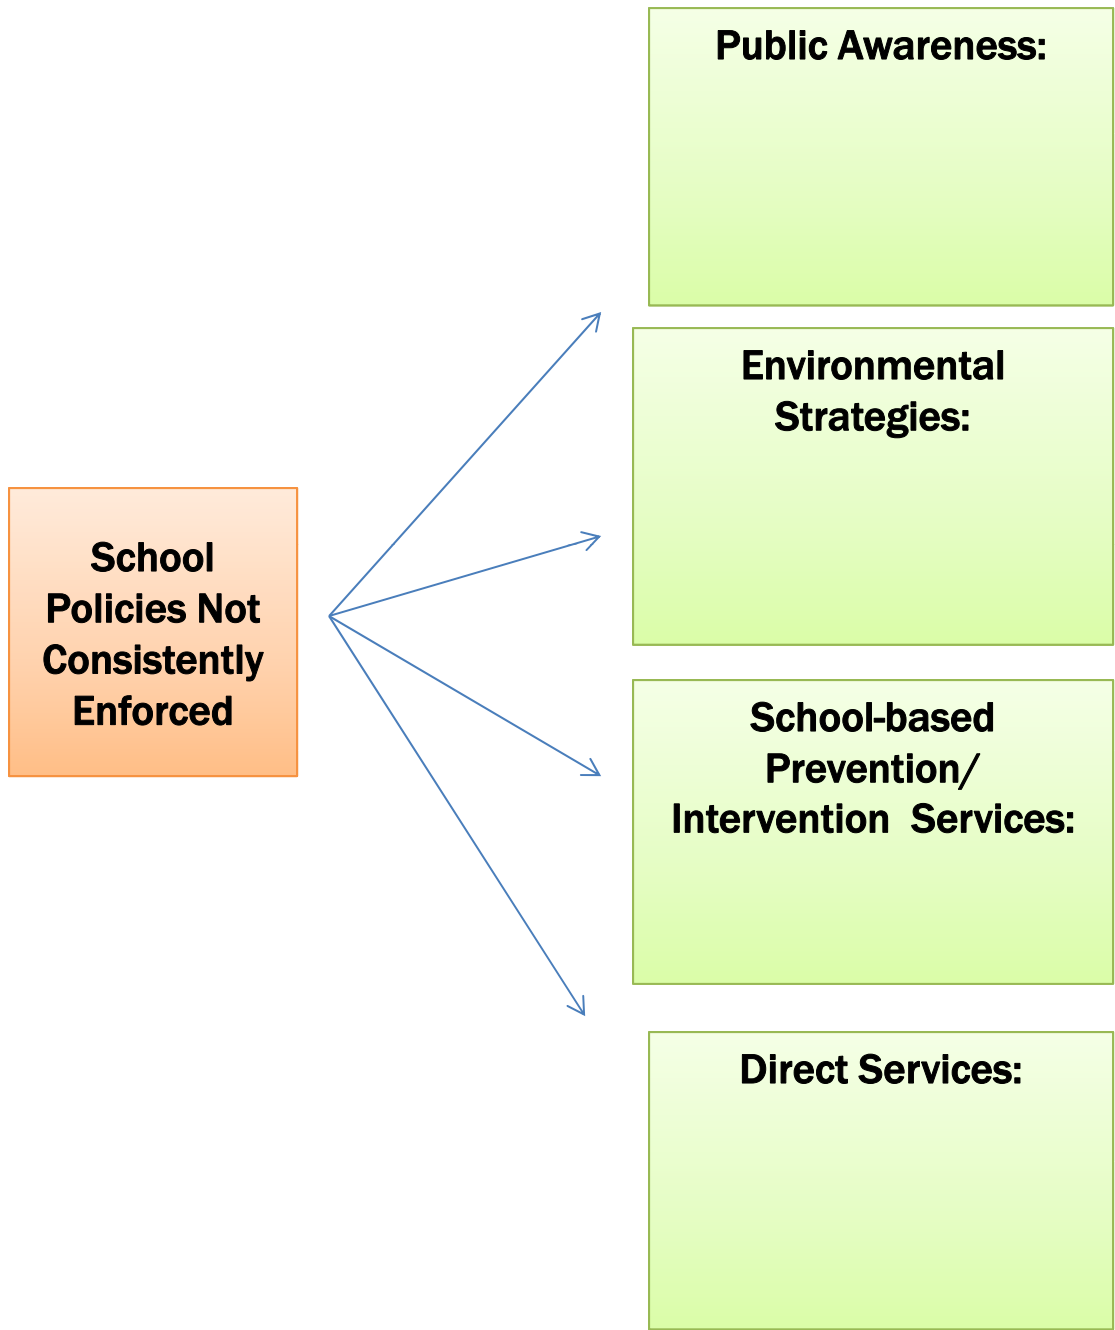 Public Awareness:
Environmental
Strategies:
School
Policies Not
Consistently
Enforced
School-based
Prevention/
Intervention Services:
Direct Services: